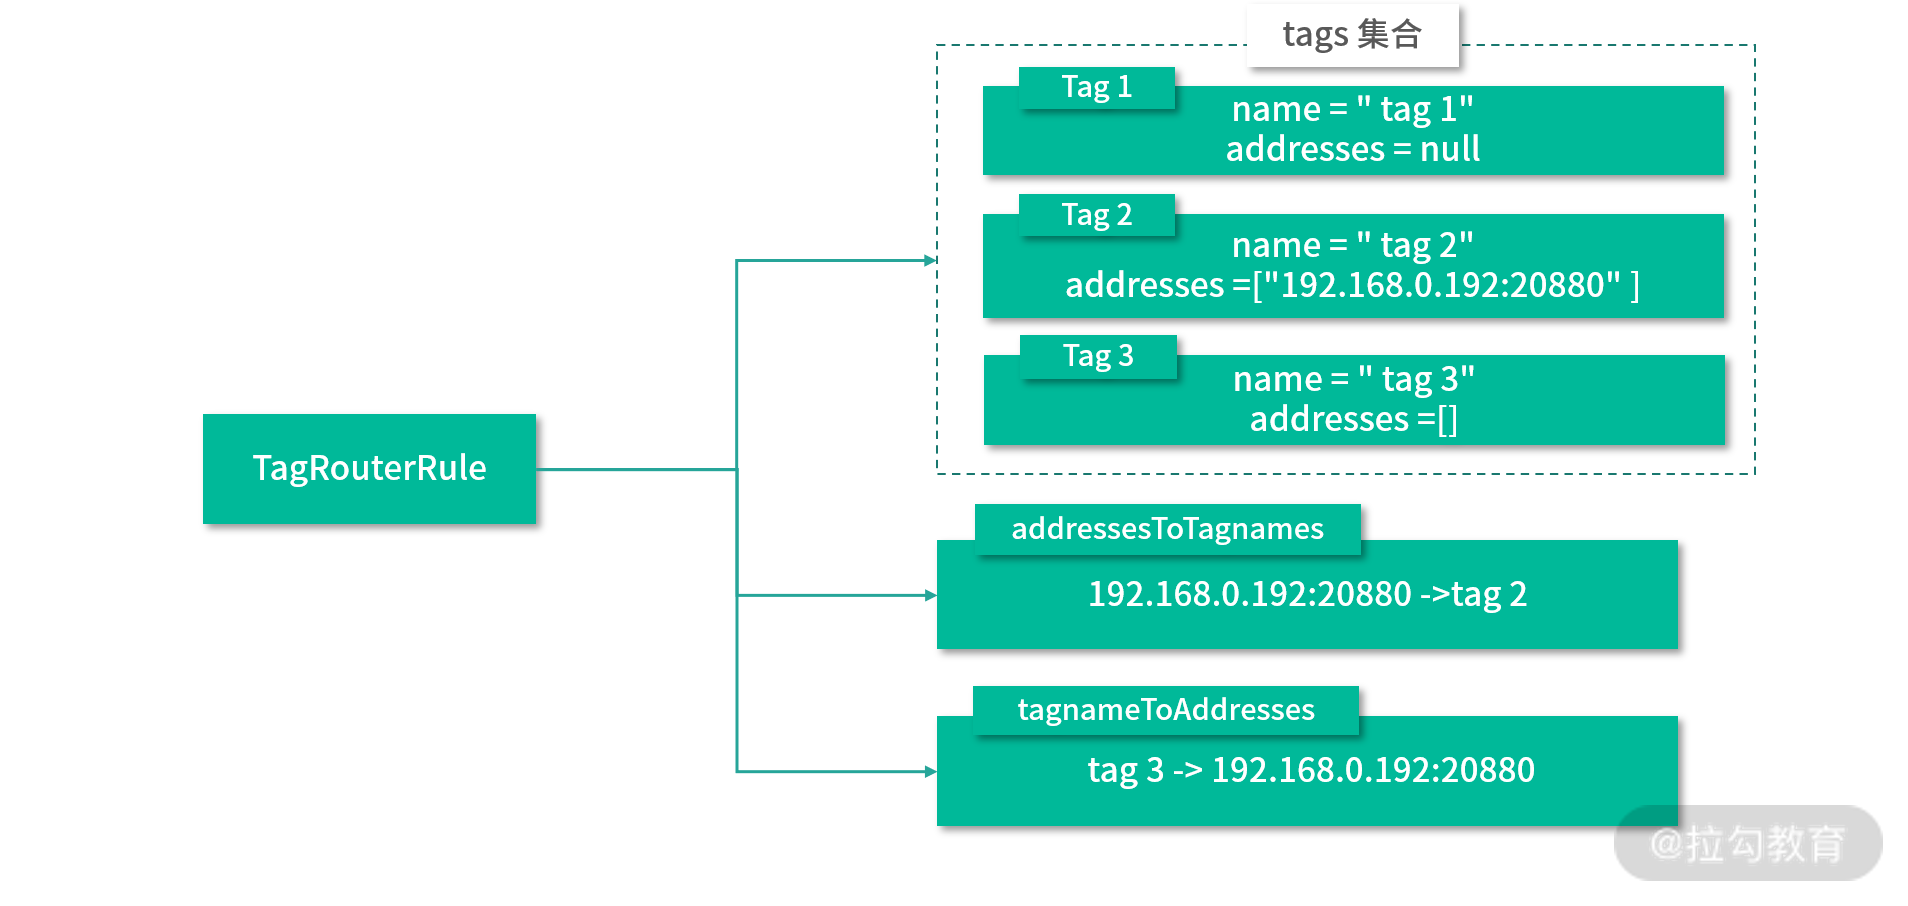 tags 集合
Tag 1
name = " tag 1"
addresses = null
Tag 2
name = " tag 2"
addresses =["192.168.0.192:20880" ]
Tag 3
name = " tag 3"
addresses =[]
TagRouterRule
addressesToTagnames
192.168.0.192:20880 ->tag 2
tagnameToAddresses
tag 3 -> 192.168.0.192:20880
@拉勾教育